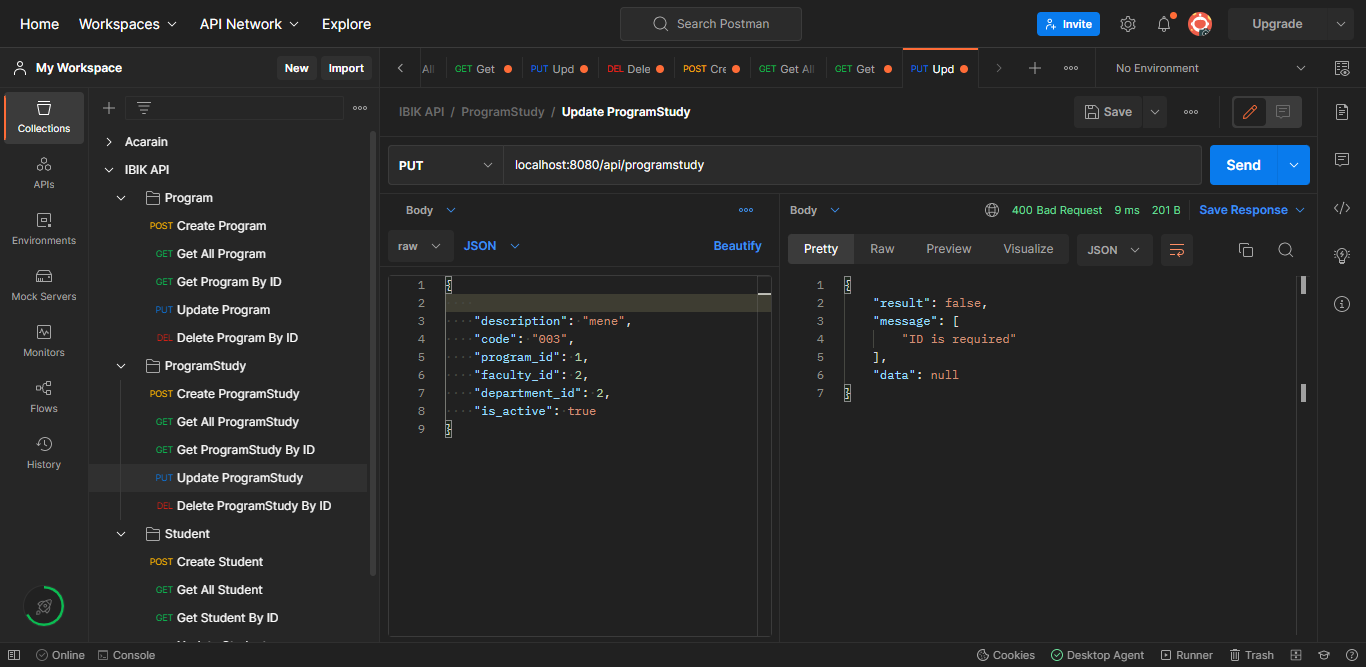 Home Workspaces API Network Explore Search Postman Invite Upgrade
My Workspace New Import
All GET Get PUT Upd DEL Dele POST Cre GET Get All GET Get PUT Upd No Environment
Collections
APIs
Environments
Mock Servers
Monitors
Flows
History
Acarain
IBIK API
Program
POST Create Program
GET Get All Program
GET Get Program By ID
PUT Update Program
DEL Delete Program By ID
ProgramStudy
POST Create ProgramStudy
GET Get All ProgramStudy
GET Get ProgramStudy By ID
PUT Update ProgramStudy
DEL Delete ProgramStudy By ID
Student
POST Create Student
GET Get All Student
GET Get Student By ID
IBIK API / ProgramStudy / Update ProgramStudy Save
PUT localhost:8080/api/programstudy Send
Body
raw JSON Beautify
1 {
2
3 "description": "mene",
4 "code": "003",
5 "program_id": 1,
6 "faculty_id": 2,
7 "department_id": 2,
8 "is_active": true
9 }
Body 400 Bad Request 9 ms 201 B Save Response
Pretty Raw Preview Visualize JSON
1 {
2 "result": false,
3 "message": [
4 "ID is required"
5 ],
6 "data": null
7 }
Online Console Cookies Desktop Agent Runner Trash